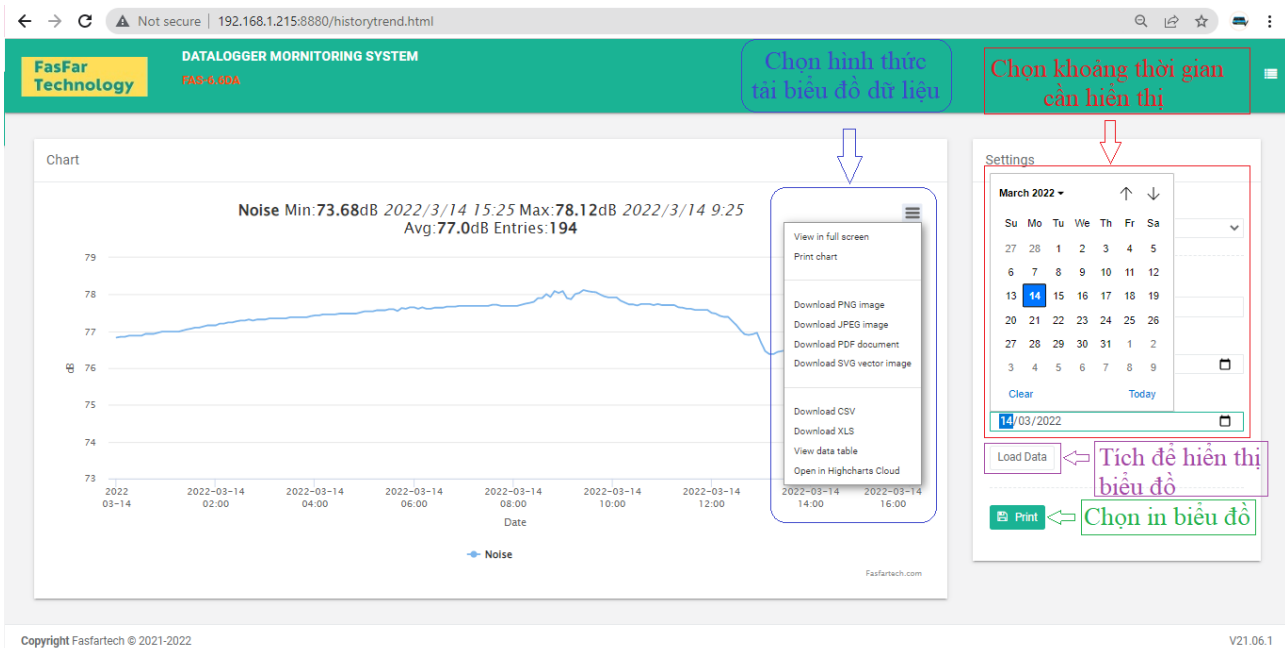 Not secure | 192.168.1.215:8880/historytrend.html
FasFar
Technology
DATALOGGER MORNITORING SYSTEM
FAS-6.6DA
Chọn hình thức
tải biểu đồ dữ liệu
Chọn khoảng thời gian
cần hiển thị
Chart
Noise Min:73.68dB 2022/3/14 15:25 Max:78.12dB 2022/3/14 9:25
Avg:77.0dB Entries:194
79
78
77
76
75
74
73
dB
2022
03-14
2022-03-14
02:00
2022-03-14
04:00
2022-03-14
06:00
2022-03-14
08:00
2022-03-14
10:00
2022-03-14
12:00
2022-03-14
14:00
2022-03-14
16:00
Date
Noise
Fasfartech.com
View in full screen
Print chart
Download PNG image
Download JPEG image
Download PDF document
Download SVG vector image
Download CSV
Download XLS
View data table
Open in Highcharts Cloud
Settings
March 2022
Su Mo Tu We Th Fr Sa
27 28 1 2 3 4 5
6 7 8 9 10 11 12
13 14 15 16 17 18 19
20 21 22 23 24 25 26
27 28 29 30 31 1 2
3 4 5 6 7 8 9
Clear Today
14/03/2022
Load Data
Tích để hiển thị
biểu đồ
Print
Chọn in biểu đồ
Copyright Fasfartech © 2021-2022
V21.06.1